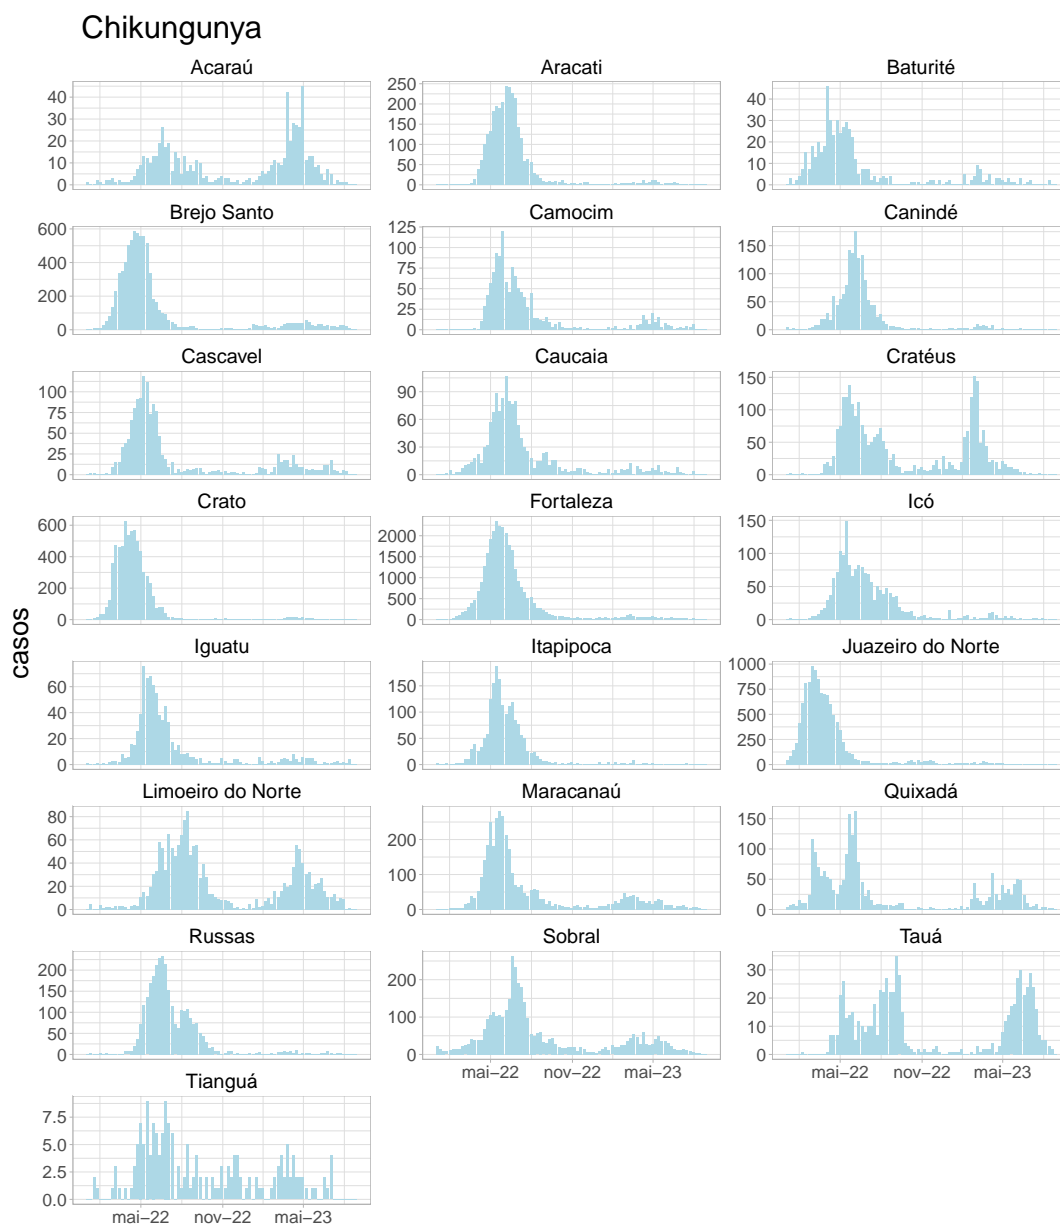 Chikungunya
Acaraú Aracati Baturité
40 30 20 10 0
250 200 150 100 50 0
40 30 20 10 0
Brejo Santo Camocim Canindé
600 400 200 0
125 100 75 50 25 0
150 100 50 0
Cascavel Caucaia Cratéus
100 75 50 25 0
90 60 30 0
150 100 50 0
Crato Fortaleza Icó
600 400 200 0
2000 1500 1000 500 0
150 100 50 0
casos
Iguatu Itapipoca Juazeiro do Norte
60 40 20 0
150 100 50 0
1000 750 500 250 0
Limoeiro do Norte Maracanaú Quixadá
80 60 40 20 0
200 100 0
150 100 50 0
Russas Sobral Tauá
200 150 100 50 0
200 100 0
30 20 10 0
mai–22 nov–22 mai–23
mai–22 nov–22 mai–23
Tianguá
7.5 5.0 2.5 0.0
mai–22 nov–22 mai–23